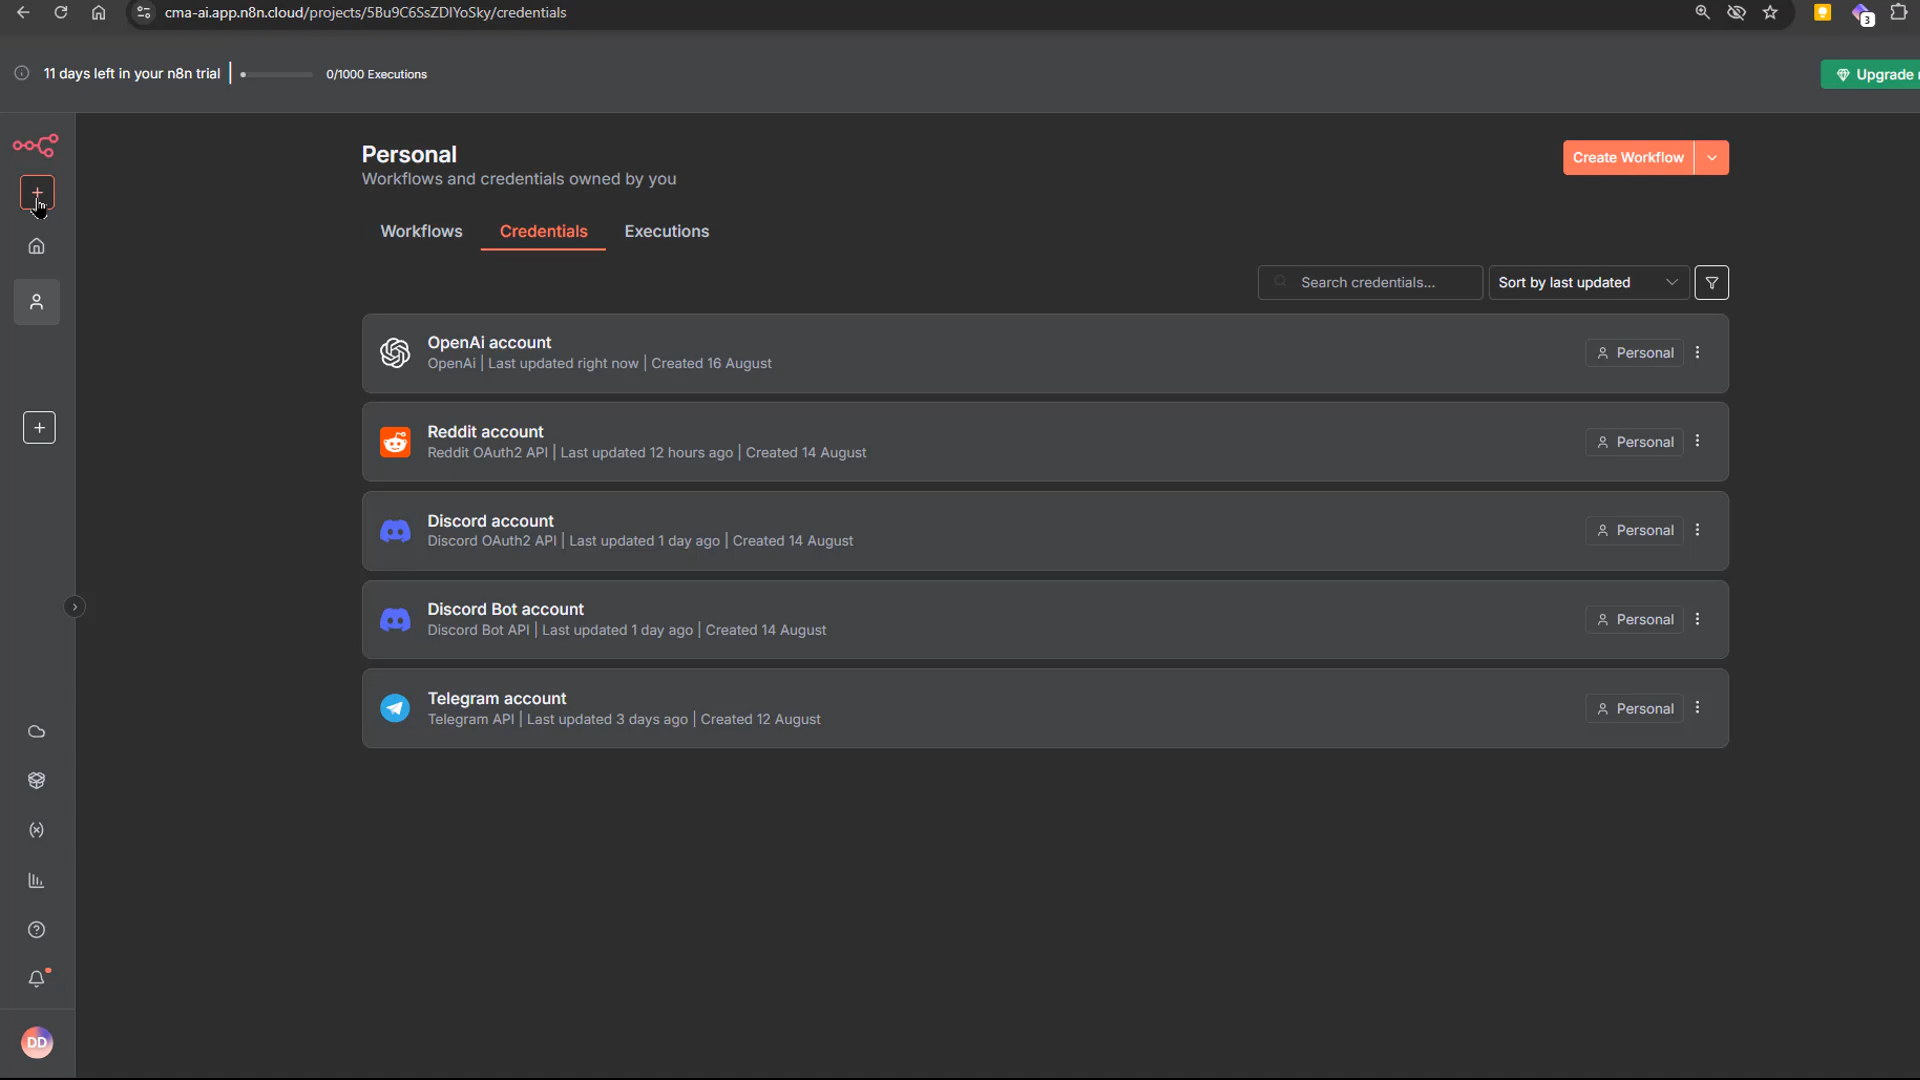 cma-ai.app.n8n.cloud/projects/5Bu9C6SsZDIYoSky/credentials
3
11 days left in your n8n trial
0/1000 Executions
Upgrade
Personal
Workflows and credentials owned by you
Create Workflow
Workflows
Credentials
Executions
Search credentials...
Sort by last updated
OpenAi account
OpenAi | Last updated right now | Created 16 August
Personal
Reddit account
Reddit OAuth2 API | Last updated 12 hours ago | Created 14 August
Personal
Discord account
Discord OAuth2 API | Last updated 1 day ago | Created 14 August
Personal
Discord Bot account
Discord Bot API | Last updated 1 day ago | Created 14 August
Personal
Telegram account
Telegram API | Last updated 3 days ago | Created 12 August
Personal
DD